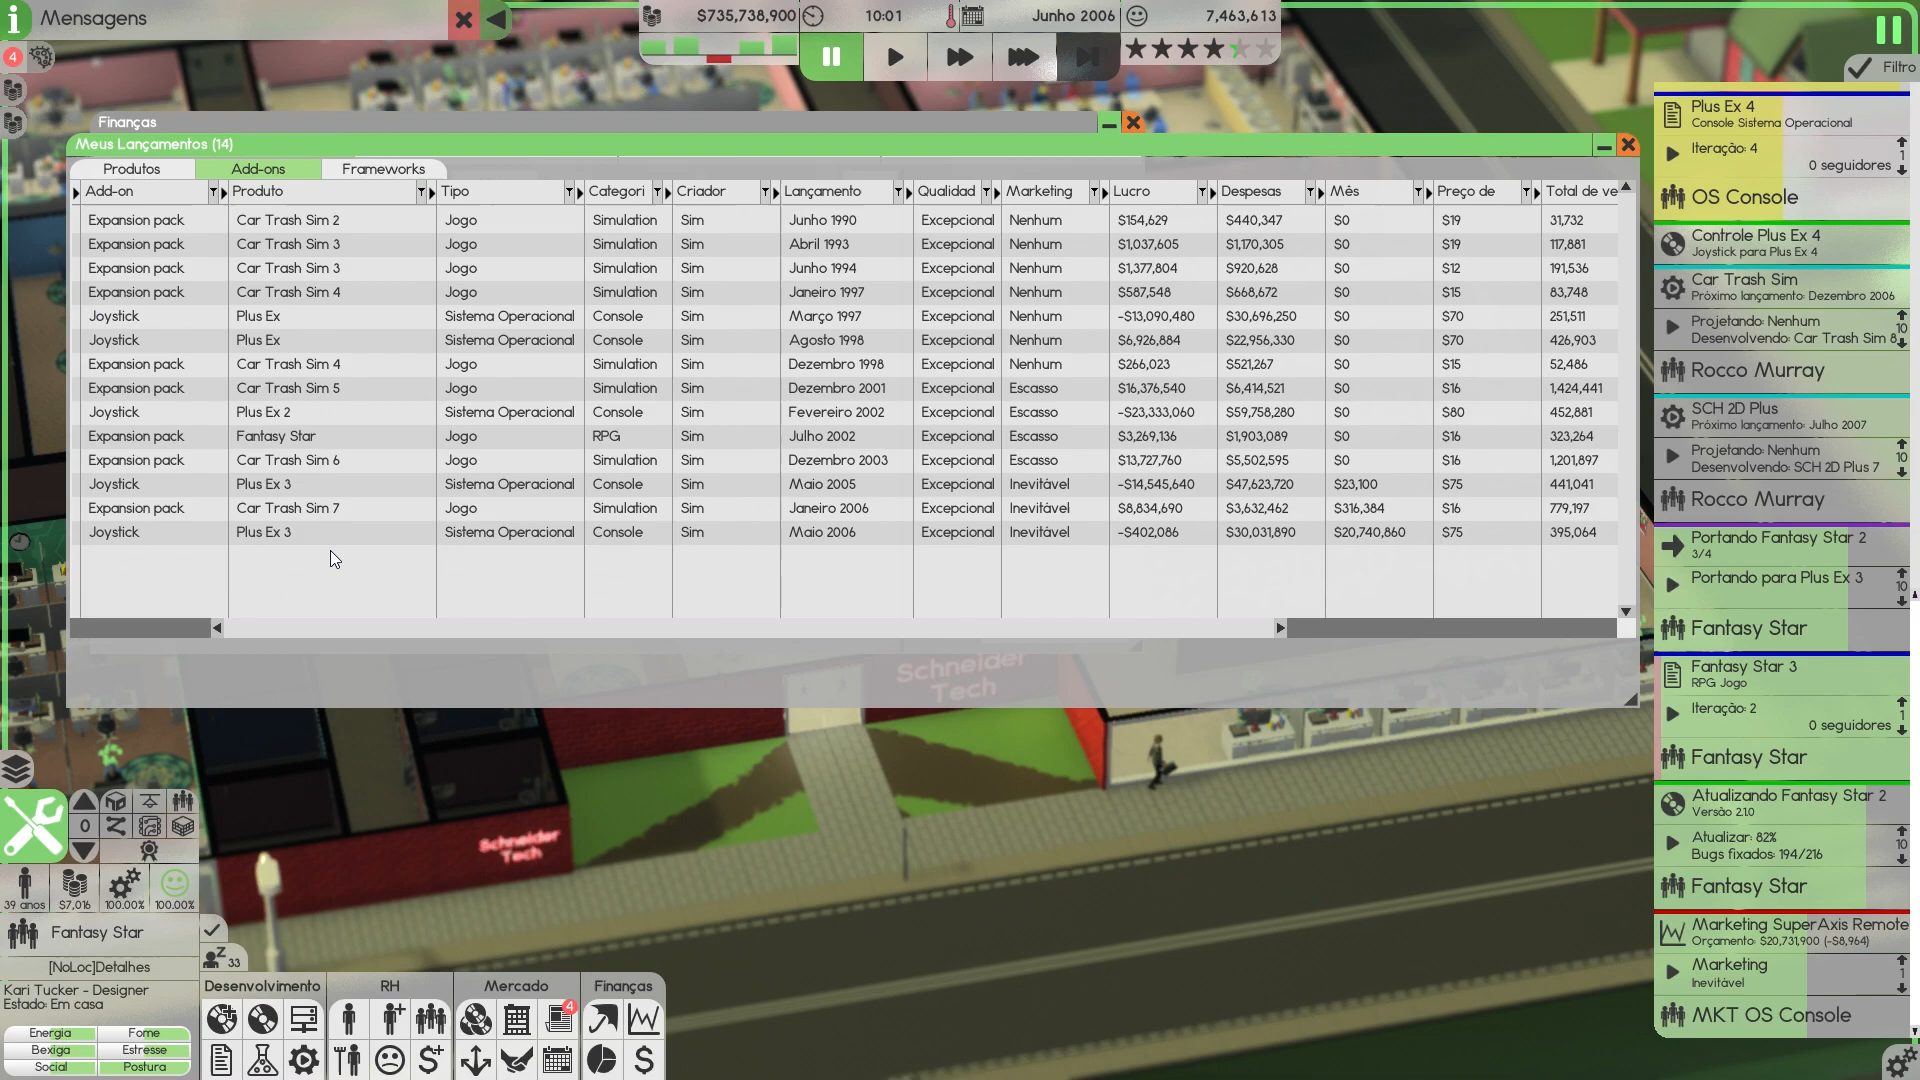 Mensagens
$735,738,900
10:01
Junho 2006
7,463,613
4
Filtro
Finanças
Meus Lançamentos (14)
Produtos
Add-ons
Frameworks
Add-on Produto Tipo Categori Criador Lançamento Qualidad Marketing Lucro Despesas Mês Preço de Total de ve
Expansion pack Car Trash Sim 2 Jogo Simulation Sim Junho 1990 Excepcional Nenhum $154,629 $440,347 $0 $19 31,732
Expansion pack Car Trash Sim 3 Jogo Simulation Sim Abril 1993 Excepcional Nenhum $1,037,605 $1,170,305 $0 $19 117,881
Expansion pack Car Trash Sim 3 Jogo Simulation Sim Junho 1994 Excepcional Nenhum $1,377,804 $920,628 $0 $12 191,536
Expansion pack Car Trash Sim 4 Jogo Simulation Sim Janeiro 1997 Excepcional Nenhum $587,548 $668,672 $0 $15 83,748
Joystick Plus Ex Sistema Operacional Console Sim Março 1997 Excepcional Nenhum -$13,090,480 $30,696,250 $0 $70 251,511
Joystick Plus Ex Sistema Operacional Console Sim Agosto 1998 Excepcional Nenhum $6,926,884 $22,956,330 $0 $70 426,903
Expansion pack Car Trash Sim 4 Jogo Simulation Sim Dezembro 1998 Excepcional Nenhum $266,023 $521,267 $0 $15 52,486
Expansion pack Car Trash Sim 5 Jogo Simulation Sim Dezembro 2001 Excepcional Escasso $16,376,540 $6,414,521 $0 $16 1,424,441
Joystick Plus Ex 2 Sistema Operacional Console Sim Fevereiro 2002 Excepcional Escasso -$23,333,060 $59,758,280 $0 $80 452,881
Expansion pack Fantasy Star Jogo RPG Sim Julho 2002 Excepcional Escasso $3,269,136 $1,903,089 $0 $16 323,264
Expansion pack Car Trash Sim 6 Jogo Simulation Sim Dezembro 2003 Excepcional Escasso $13,727,760 $5,502,595 $0 $16 1,201,897
Joystick Plus Ex 3 Sistema Operacional Console Sim Maio 2005 Excepcional Inevitável -$14,545,640 $47,623,720 $23,100 $75 441,041
Expansion pack Car Trash Sim 7 Jogo Simulation Sim Janeiro 2006 Excepcional Inevitável $8,834,690 $3,632,462 $316,384 $16 779,197
Joystick Plus Ex 3 Sistema Operacional Console Sim Maio 2006 Excepcional Inevitável -$402,086 $30,031,890 $20,740,860 $75 395,064
Plus Ex 4
Console Sistema Operacional
Iteração: 4
1
0 seguidores
OS Console
Controle Plus Ex 4
Joystick para Plus Ex 4
Car Trash Sim
Próximo lançamento: Dezembro 2006
Projetando: Nenhum
10
Desenvolvendo: Car Trash Sim 8
Rocco Murray
SCH 2D Plus
Próximo lançamento: Julho 2007
Projetando: Nenhum
10
Desenvolvendo: SCH 2D Plus 7
Rocco Murray
Portando Fantasy Star 2
3/4
Portando para Plus Ex 3
10
Fantasy Star
Fantasy Star 3
RPG Jogo
Iteração: 2
1
0 seguidores
Fantasy Star
Atualizando Fantasy Star 2
Versão 2.1.0
Atualizar: 82%
10
Bugs fixados: 194/216
Fantasy Star
Marketing SuperAxis Remote
Orçamento: $20,731,900 (-$8,964)
Marketing
1
Inevitável
MKT OS Console
Schneider
Tech
Schneider
Tech
0
39 anos
$7,016
100.00%
100.00%
Fantasy Star
Z 33
[NoLoc]Detalhes
Kari Tucker - Designer
Estado: Em casa
Energia Fome
Bexiga Estresse
Social Postura
Desenvolvimento
RH
Mercado
Finanças
4